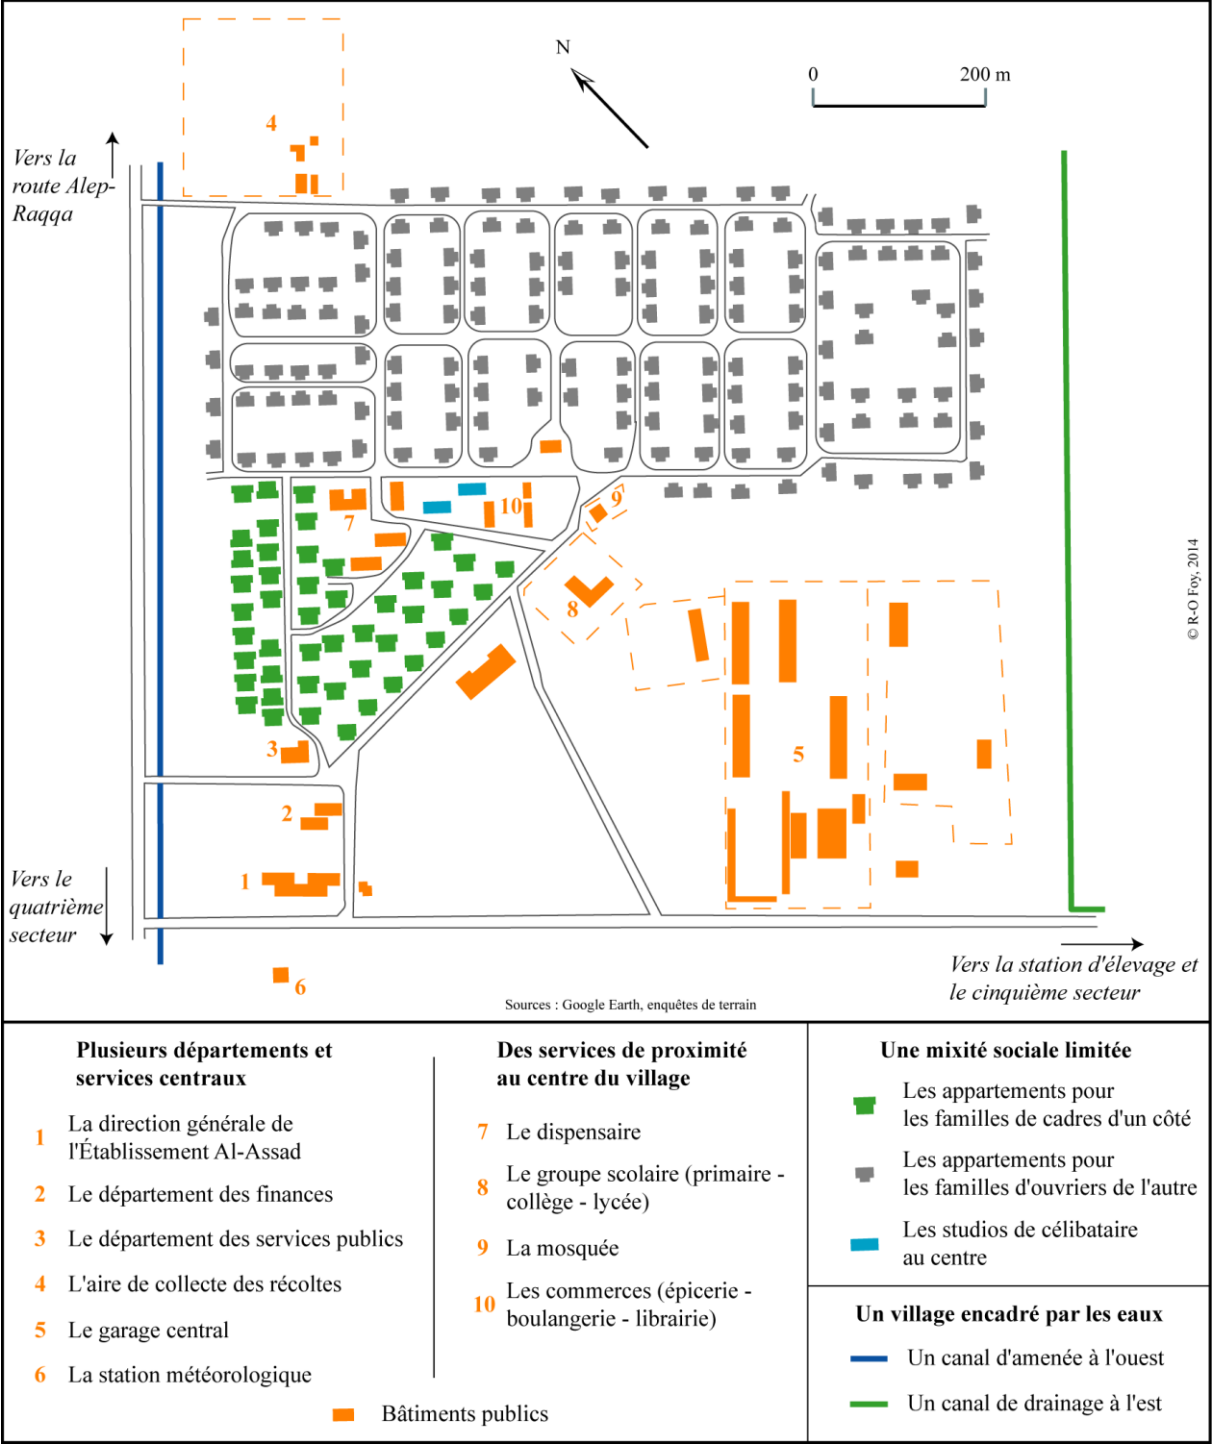 N
0
200 m
4
Vers la
route Alep-
Raqqa
7
10
9
8
© R-O Foy, 2014
3
5
2
1
Vers le
quatrième
secteur
6
Vers la station d'élevage et
le cinquième secteur
Sources : Google Earth, enquêtes de terrain
Plusieurs départements et
services centraux
1 La direction générale de
l'Établissement Al-Assad
2 Le département des finances
3 Le département des services publics
4 L'aire de collecte des récoltes
5 Le garage central
6 La station météorologique
Des services de proximité
au centre du village
7 Le dispensaire
8 Le groupe scolaire (primaire -
collège - lycée)
9 La mosquée
10 Les commerces (épicerie -
boulangerie - librairie)
Bâtiments publics
Une mixité sociale limitée
Les appartements pour
les familles de cadres d'un côté
Les appartements pour
les familles d'ouvriers de l'autre
Les studios de célibataire
au centre
Un village encadré par les eaux
Un canal d'amenée à l'ouest
Un canal de drainage à l'est